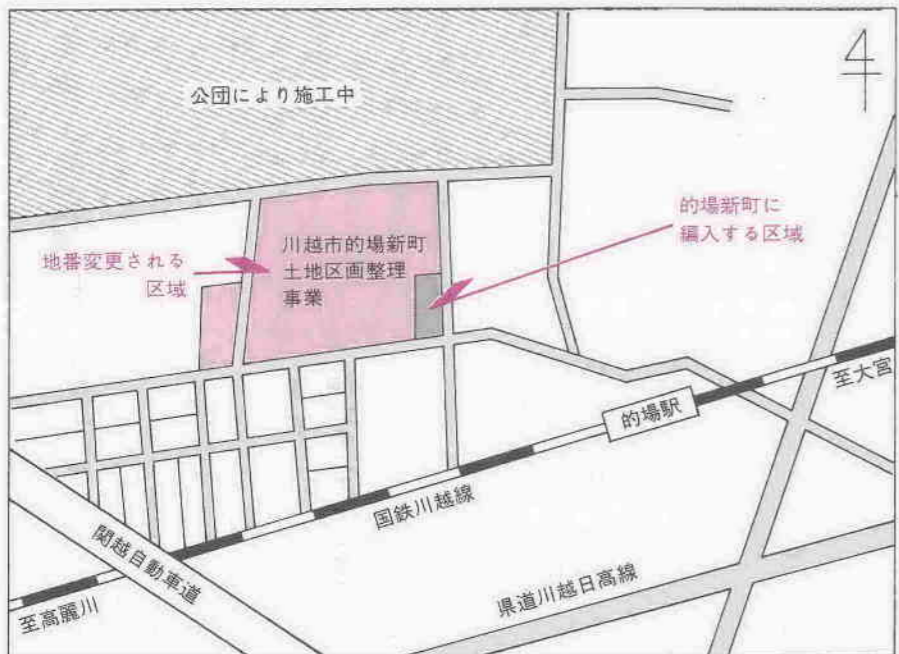 公団により施工中
川越市的場新町
土地区画整理
事業
的場新町に
編入する区域
地番変更される
区域
至大宮
的場駅
国鉄川越線
関越自動車道
至高麗川
県道川越日高線